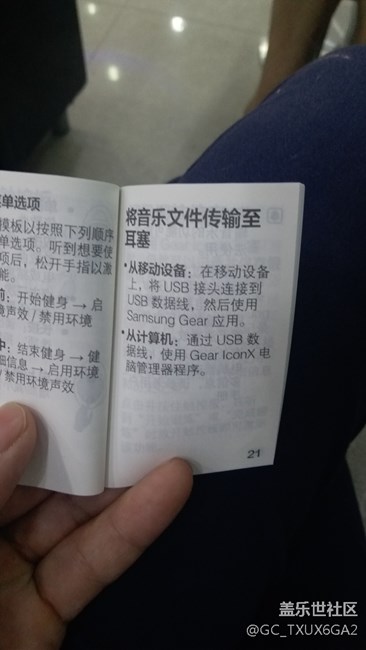 单选项
模板以按照下列顺序
单选项。听到想要使
项后，松开手指以激
能。
前：开始健身 → 启
境声效 / 禁用环境
中：结束健身 → 健
细信息 → 启用环境
/ 禁用环境声效
将音乐文件传输至
耳塞
•从移动设备：在移动设备
上，将 USB 接头连接到
USB 数据线，然后使用
Samsung Gear 应用。
•从计算机：通过 USB 数
据线，使用 Gear IconX 电
脑管理器程序。
21
盖乐世社区
@GC_TXUX6GA2